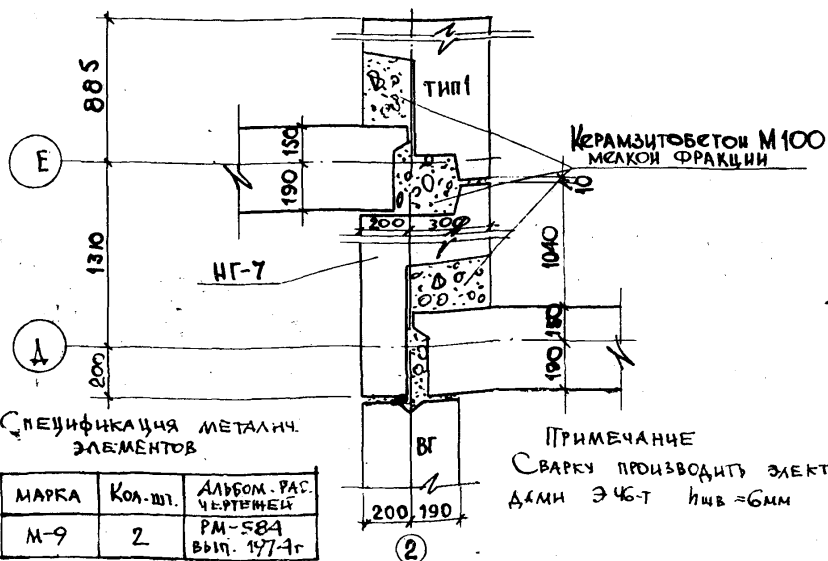 885
ТИП1
Е
150
190
КЕРАМЗИТОБЕТОН М100
МЕЛКОЙ ФРАКЦИИ
10
200 300
1310
НГ-7
1040
Д
150
190
200
СПЕЦИФИКАЦИЯ МЕТАЛИЧ.
ЭЛЕМЕНТОВ
ВГ
ПРИМЕЧАНИЕ
СВАРКУ ПРОИЗВОДИТЬ ЭЛЕКТ
ДАМИ Э46-Т hшв =6мм
МАРКА КОЛ-ШТ. АЛЬБОМ. РАС. ЧЕРТЕЖЕЙ
М-9 2 РМ-584
ВЫП. 197-1г
200 190
2